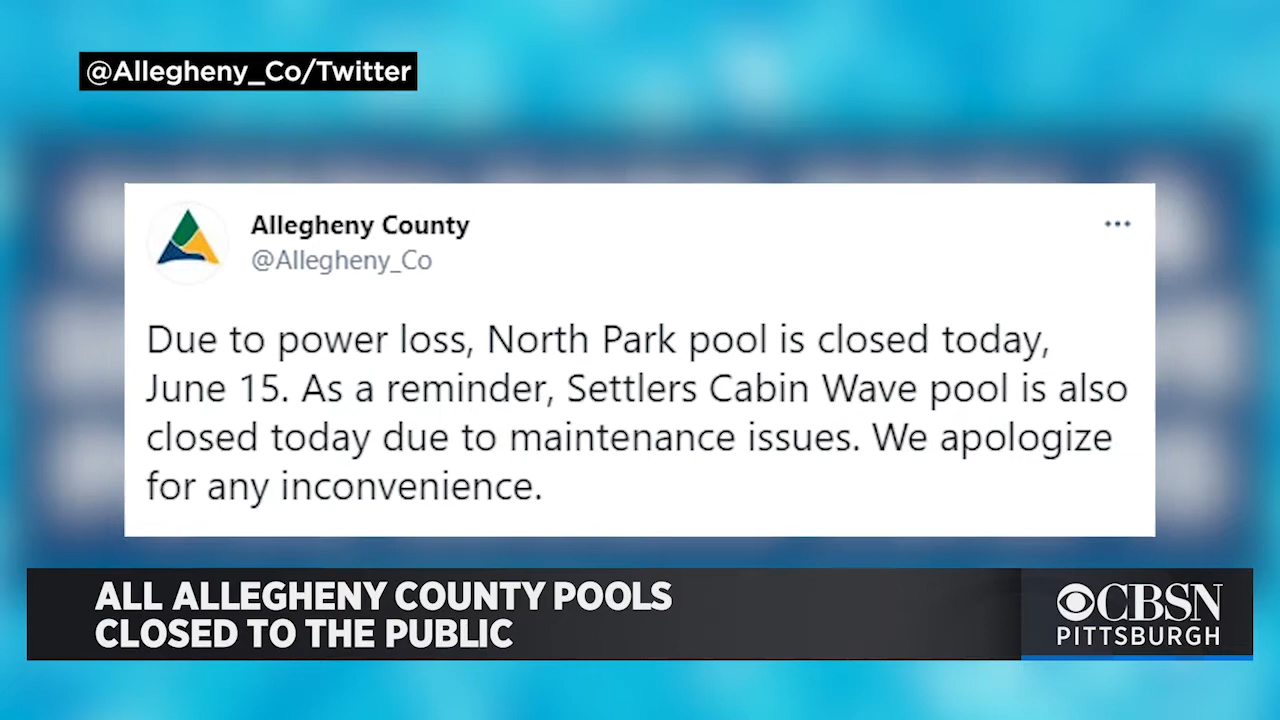 @Allegheny_Co/Twitter
Allegheny County
@Allegheny_Co
Due to power loss, North Park pool is closed today,
June 15. As a reminder, Settlers Cabin Wave pool is also
closed today due to maintenance issues. We apologize
for any inconvenience.
ALL ALLEGHENY COUNTY POOLS
CLOSED TO THE PUBLIC
CBSN
PITTSBURGH